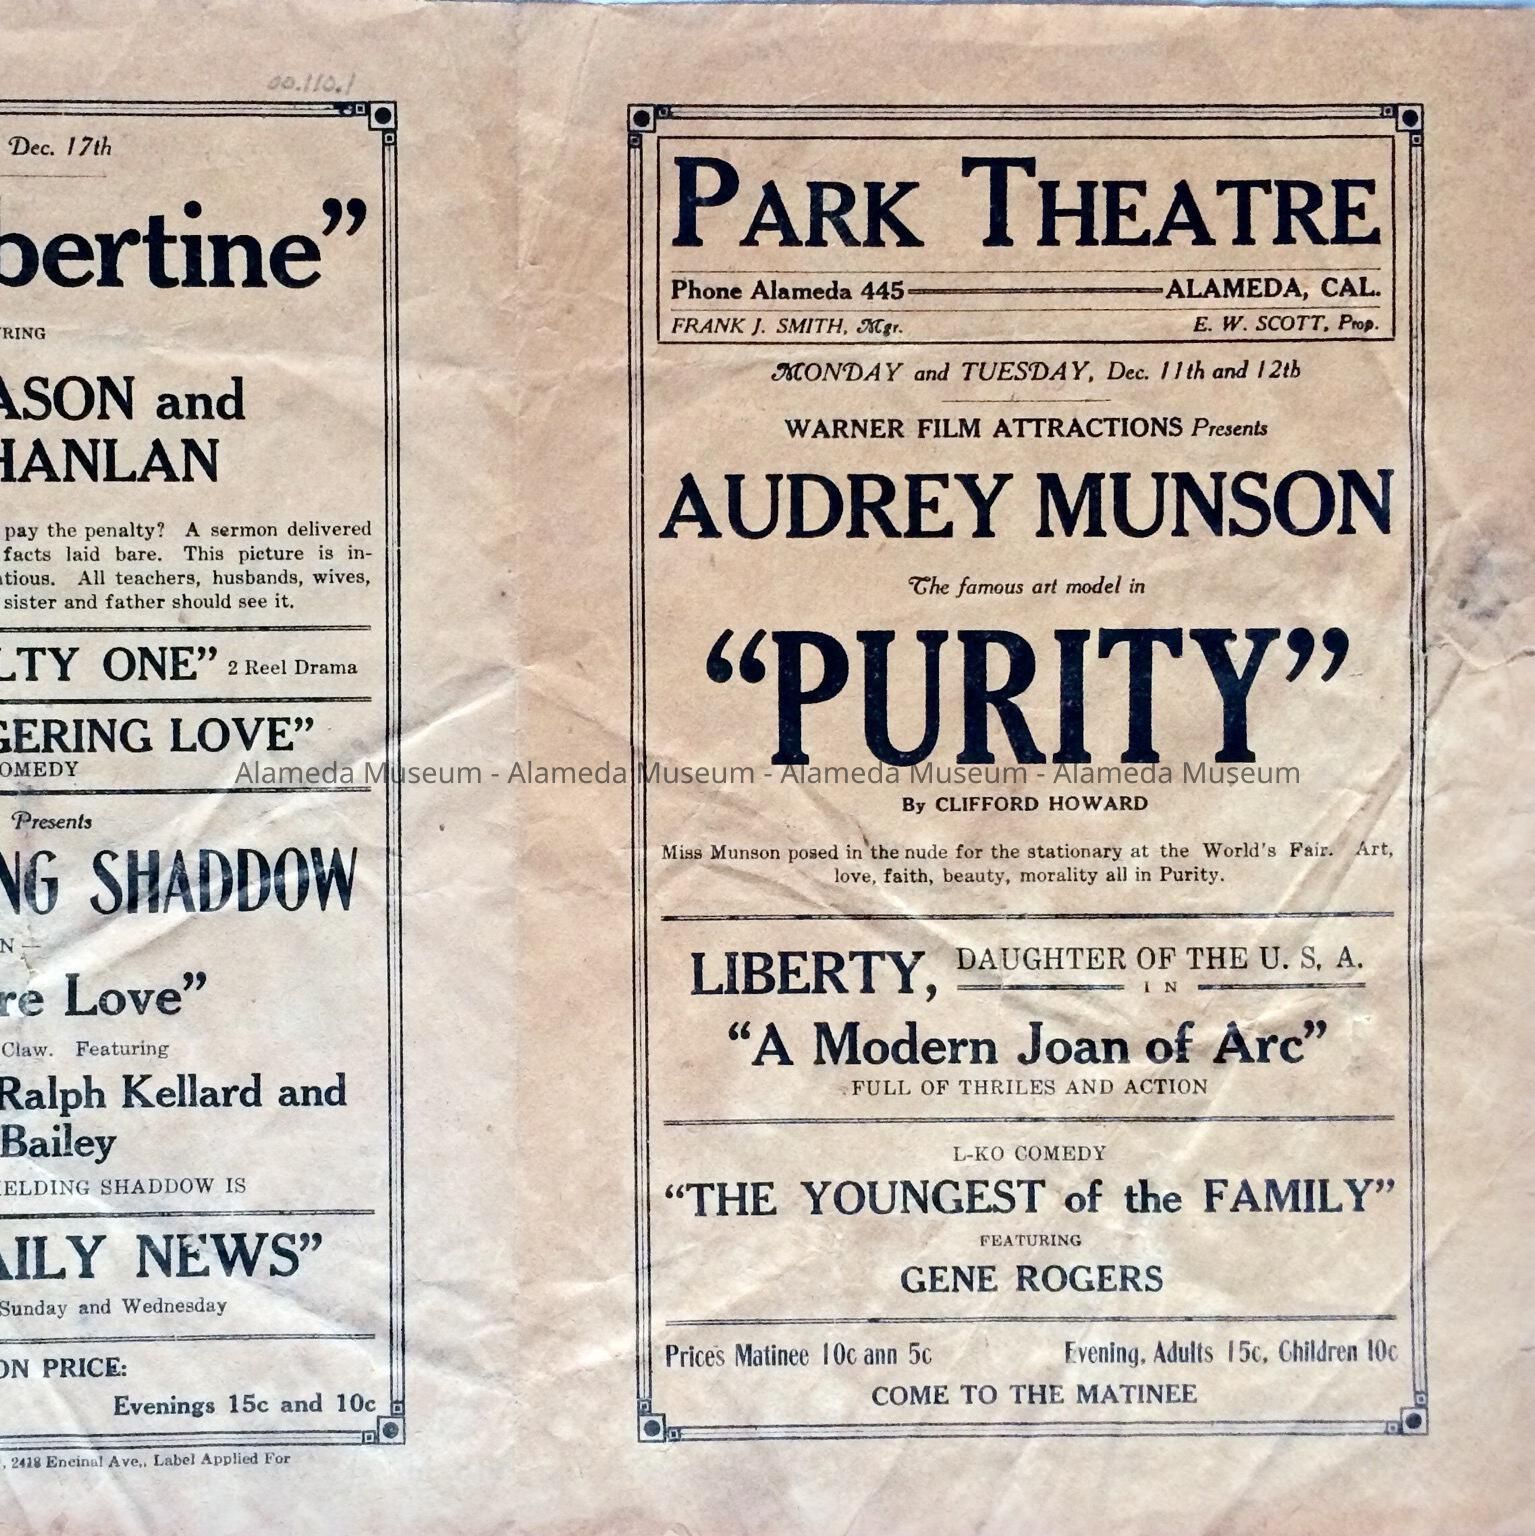 00.110.1
Dec. 17th
bertine”
RING
ASON and
HANLAN
pay the penalty? A sermon delivered
facts laid bare. This picture is in-
tious. All teachers, husbands, wives,
sister and father should see it.
LTY ONE” 2 Reel Drama
GERING LOVE”
OMEDY
Presents
NG SHADDOW
N —
re Love”
Claw. Featuring
Ralph Kellard and
Bailey
IELDING SHADDOW IS
AILY NEWS”
Sunday and Wednesday
ON PRICE:
Evenings 15c and 10c
, 2418 Encinal Ave,, Label Applied For
PARK THEATRE
Phone Alameda 445 ALAMEDA, CAL.
FRANK J. SMITH, Mgr. E. W. SCOTT, Prop.
MONDAY and TUESDAY, Dec. 11th and 12th
WARNER FILM ATTRACTIONS Presents
AUDREY MUNSON
The famous art model in
“PURITY”
Alameda Museum - Alameda Museum - Alameda Museum - Alameda Museum
By CLIFFORD HOWARD
Miss Munson posed in the nude for the stationary at the World's Fair. Art,
love, faith, beauty, morality all in Purity.
LIBERTY, DAUGHTER OF THE U. S. A.
IN
“A Modern Joan of Arc”
FULL OF THRILES AND ACTION
L-KO COMEDY
“THE YOUNGEST of the FAMILY”
FEATURING
GENE ROGERS
Prices Matinee 10c ann 5c Evening, Adults 15c, Children 10c
COME TO THE MATINEE